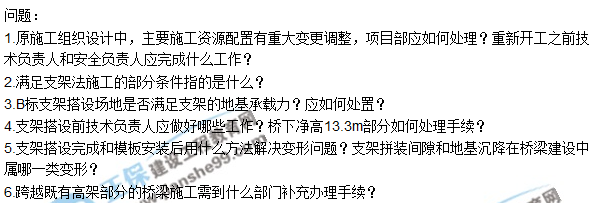 问题：
1.原施工组织设计中，主要施工资源配置有重大变更调整，项目部应如何处理？重新开工之前技
术负责人和安全负责人应完成什么工作？
2.满足支架法施工的部分条件指的是什么？
3.B标支架搭设场地是否满足支架的地基承载力？应如何处置？
4.支架搭设前技术负责人应做好哪些工作？桥下净高13.3m部分如何处理手续？
5.支架搭设完成和模板安装后用什么方法解决变形问题？支架拼装间隙和地基沉降在桥梁建设中
属哪一类变形？
6.跨越既有高架部分的桥梁施工需到什么部门补充办理手续？